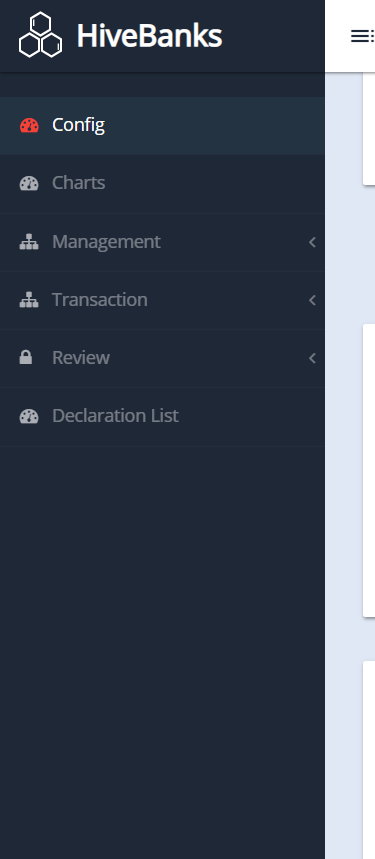 HiveBanks
Config
Charts
Management
Transaction
Review
Declaration List